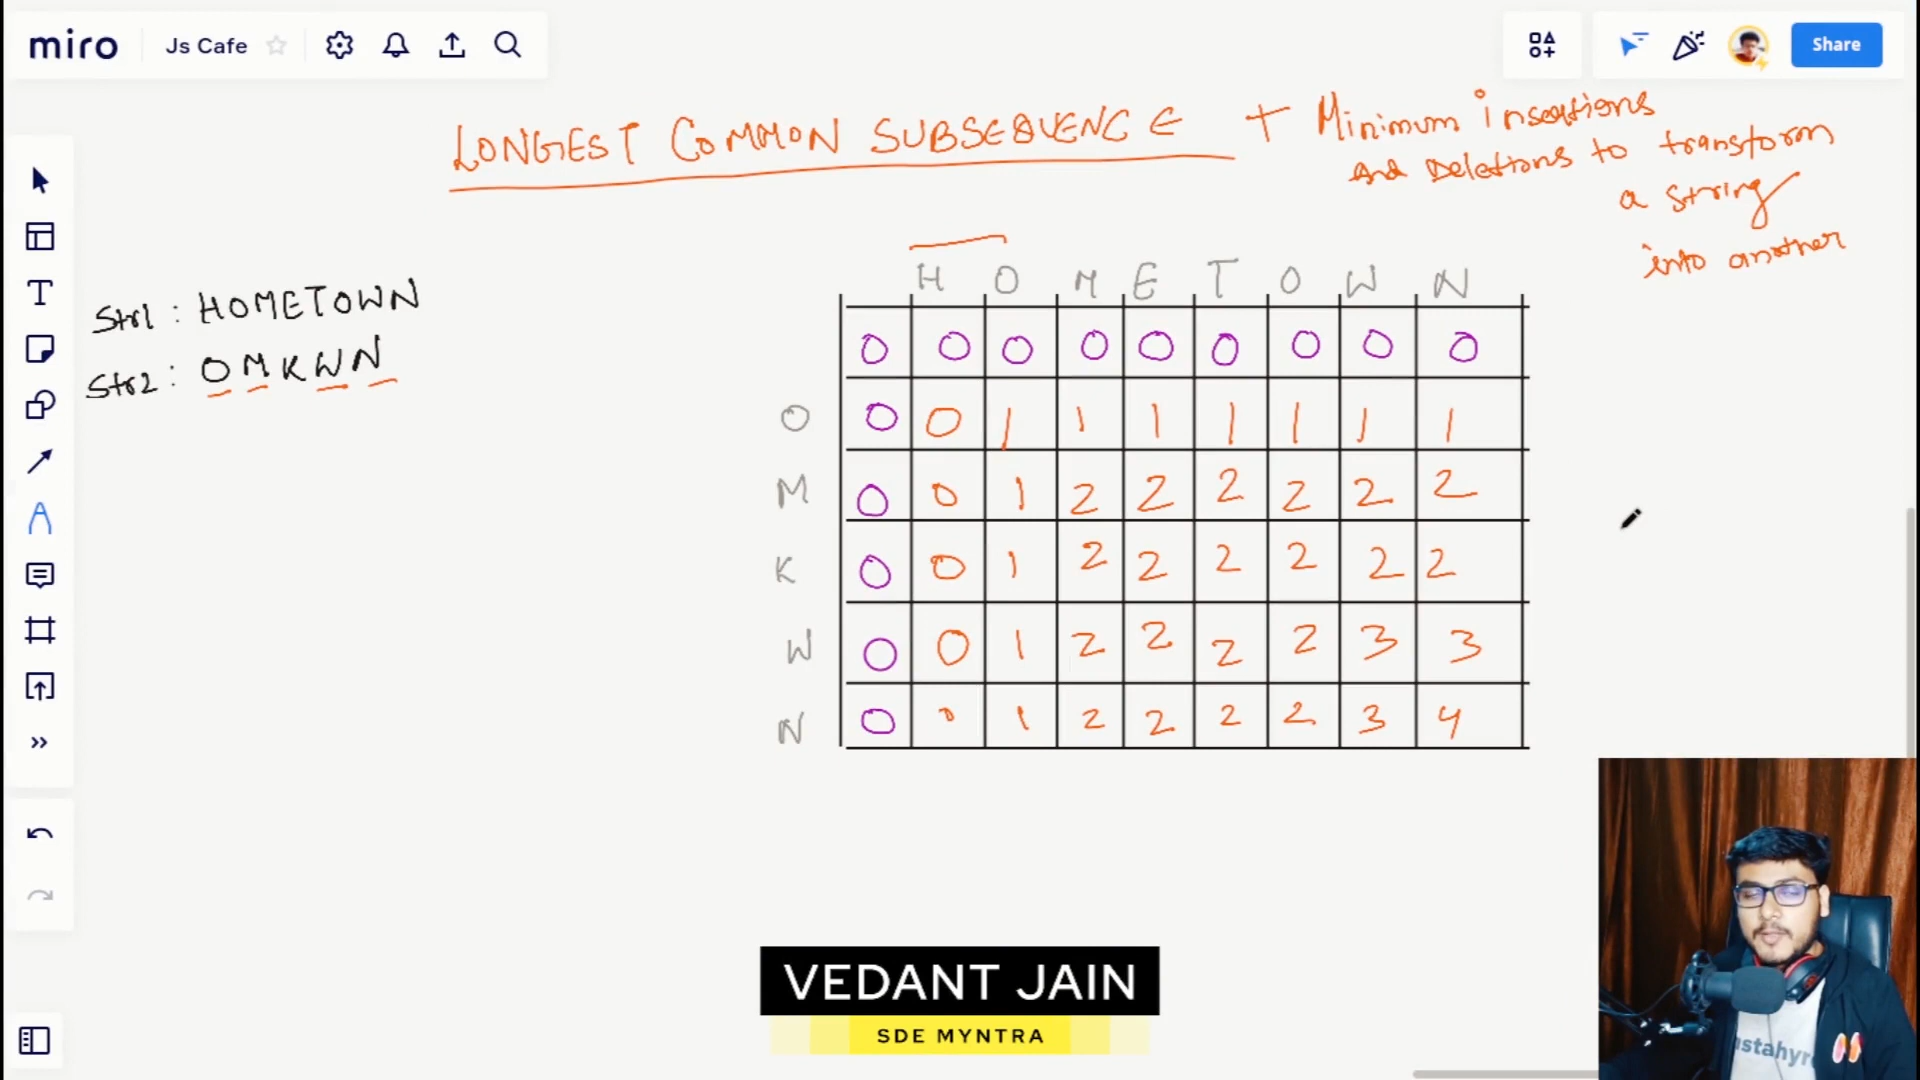 miro
Js Cafe
Share
LONGEST COMMON SUBSEQUENCE + Minimum insertions
and Deletions to transform
a string
into another
Str1 : HOMETOWN
Str2 : OMKWN
H O M E T O W N
0 0 0 0 0 0 0 0 0
O 0 0 1 1 1 1 1 1 1
M 0 0 1 2 2 2 2 2 2
K 0 0 1 2 2 2 2 2 2
W 0 0 1 2 2 2 2 3 3
N 0 0 1 2 2 2 2 3 4
VEDANT JAIN
SDE MYNTRA